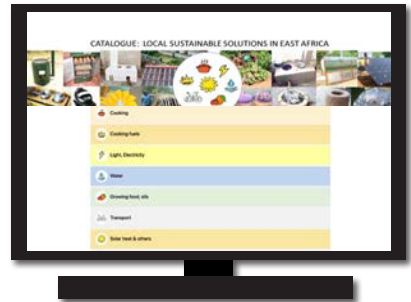 CATALOGUE: LOCAL SUSTAINABLE SOLUTIONS IN EAST AFRICA
Cooking
Cooking fuels
Light, Electricity
Water
Growing food, oils
Transport
Solar heat & others